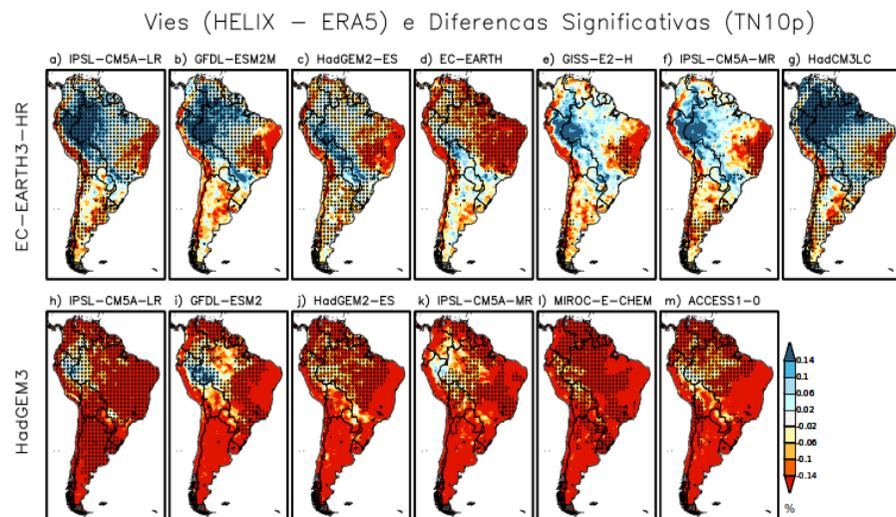 Vies (HELIX − ERA5) e Diferencas Significativas (TN10p)
a) IPSL−CM5A−LR b) GFDL−ESM2M c) HadGEM2−ES d) EC−EARTH e) GISS−E2−H f) IPSL−CM5A−MR g) HadCM3LC
EC−EARTH3−HR
h) IPSL−CM5A−LR i) GFDL−ESM2 j) HadGEM2−ES k) IPSL−CM5A−MR l) MIROC−E−CHEM m) ACCESS1−0
HadGEM3
0.14
0.1
0.06
0.02
−0.02
−0.06
−0.1
−0.14
%